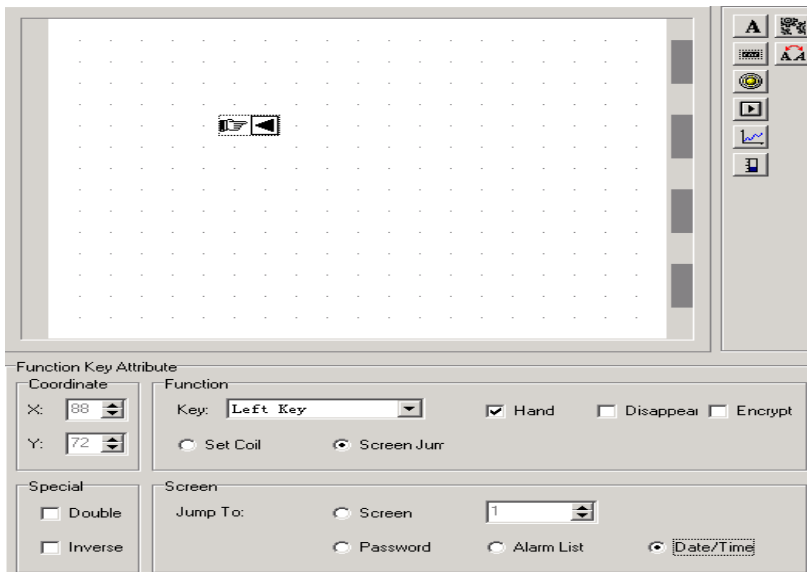 A
A A
Function Key Attribute
Coordinate
Function
X: 88
Key: Left Key
Hand
Disappear
Encrypt
Y: 72
Set Coil
Screen Jum
Special
Screen
Double
Jump To:
Screen
1
Inverse
Password
Alarm List
Date/Time